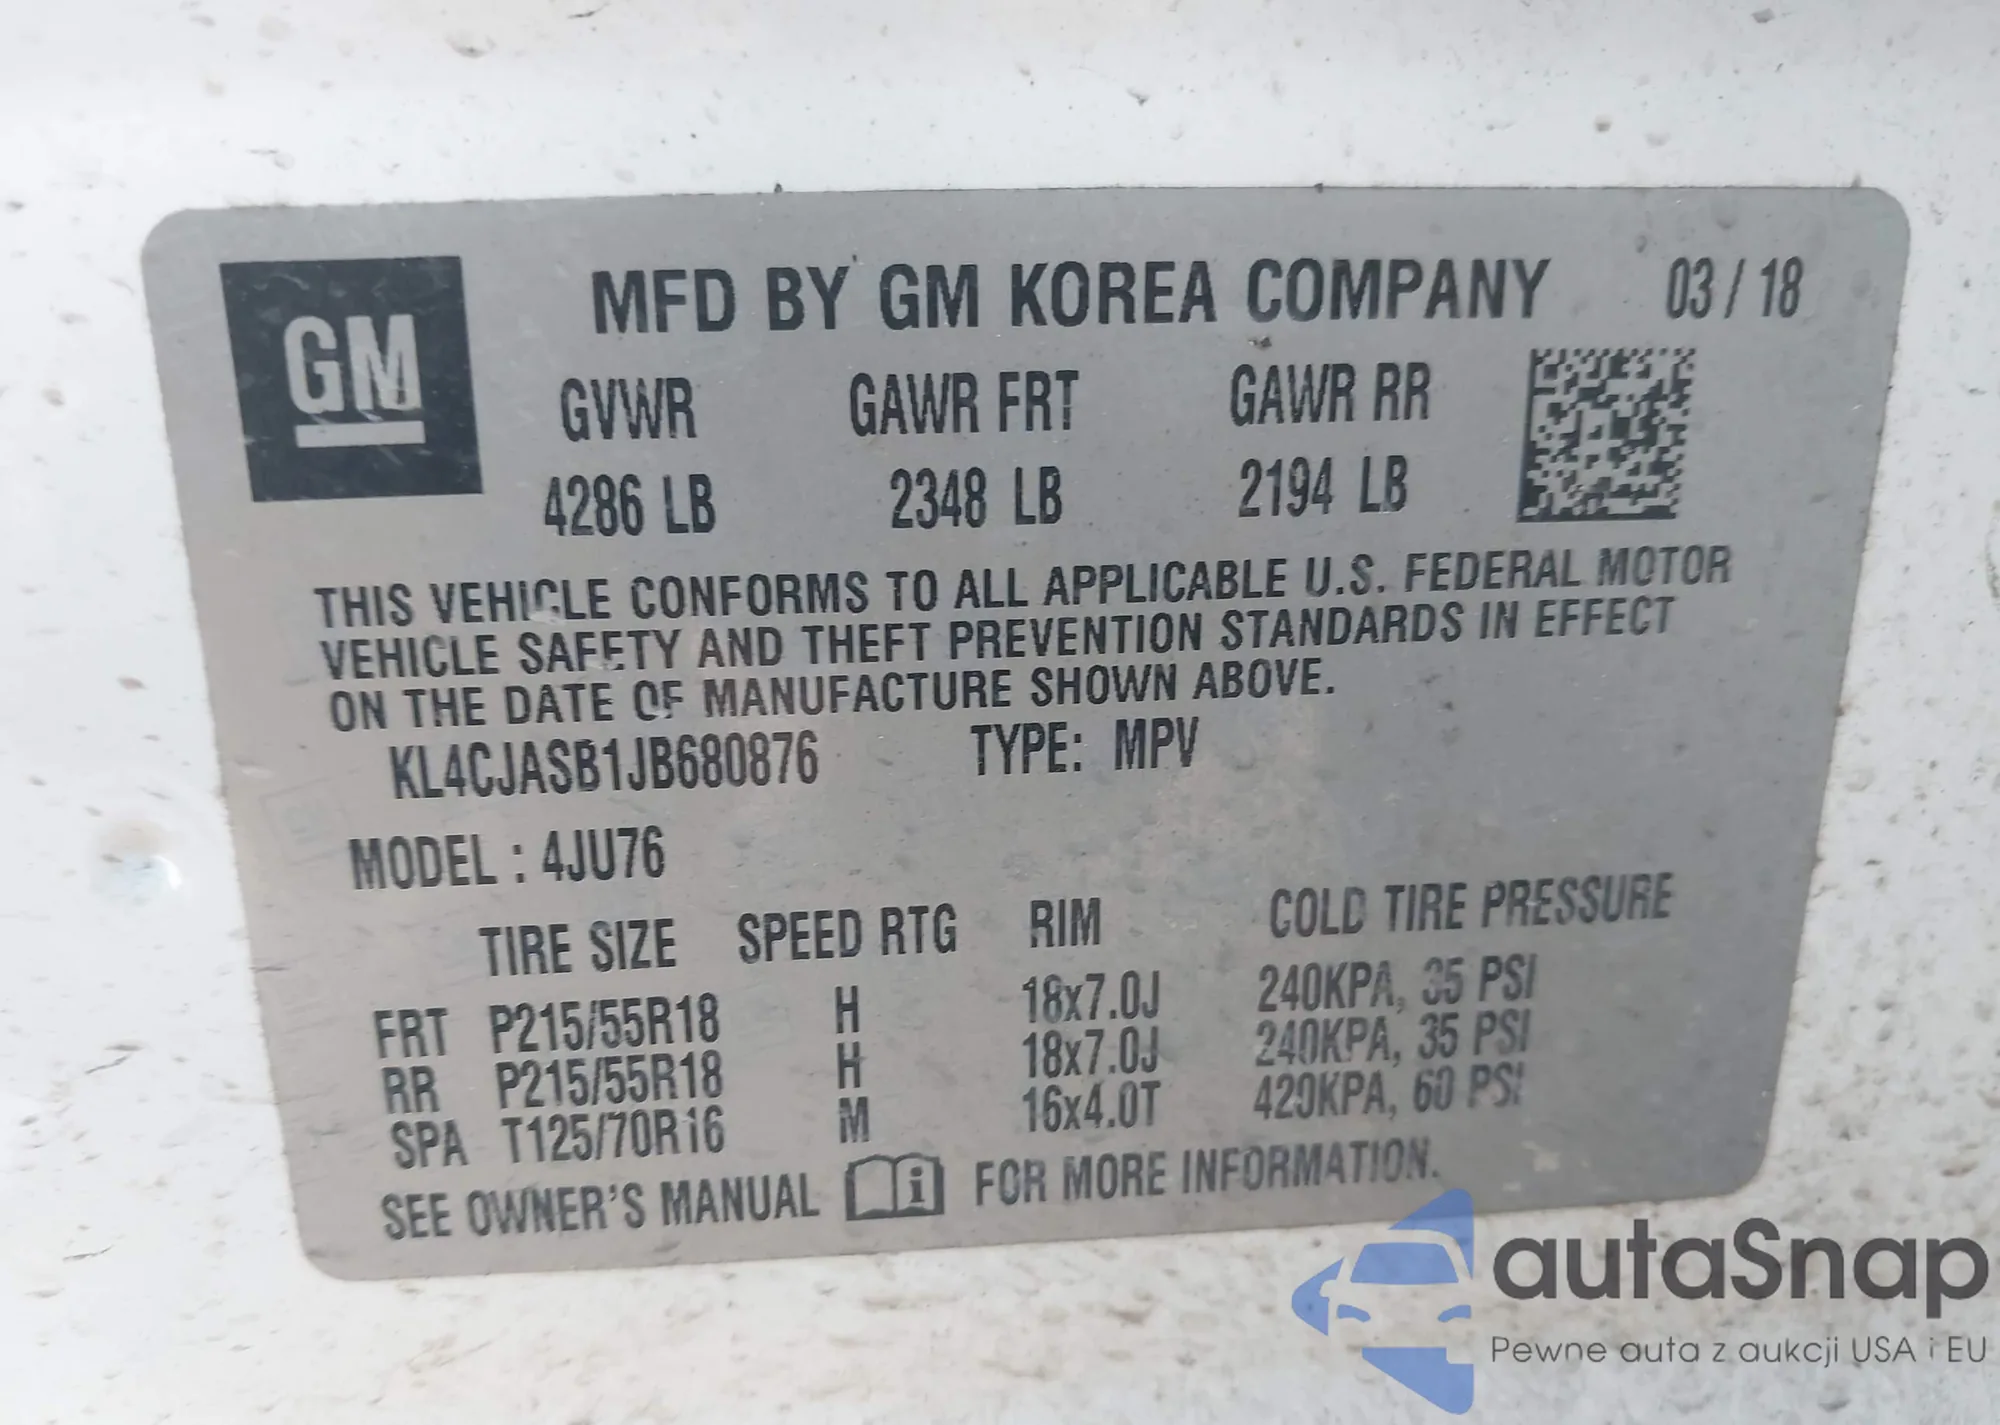 GM
MFD BY GM KOREA COMPANY 03/18
GVWR GAWR FRT GAWR RR
4286 LB 2348 LB 2194 LB
THIS VEHICLE CONFORMS TO ALL APPLICABLE U.S. FEDERAL MOTOR
VEHICLE SAFETY AND THEFT PREVENTION STANDARDS IN EFFECT
ON THE DATE OF MANUFACTURE SHOWN ABOVE.
KL4CJASB1JB680876 TYPE: MPV
MODEL : 4JU76
TIRE SIZE SPEED RTG RIM COLD TIRE PRESSURE
FRT P215/55R18 H 18x7.0J 240KPA, 35 PSI
RR P215/55R18 H 18x7.0J 240KPA, 35 PSI
SPA T125/70R16 M 16x4.0T 420KPA, 60 PSI
SEE OWNER'S MANUAL i FOR MORE INFORMATION.
autaSnap
Pewne auta z aukcji USA i EU